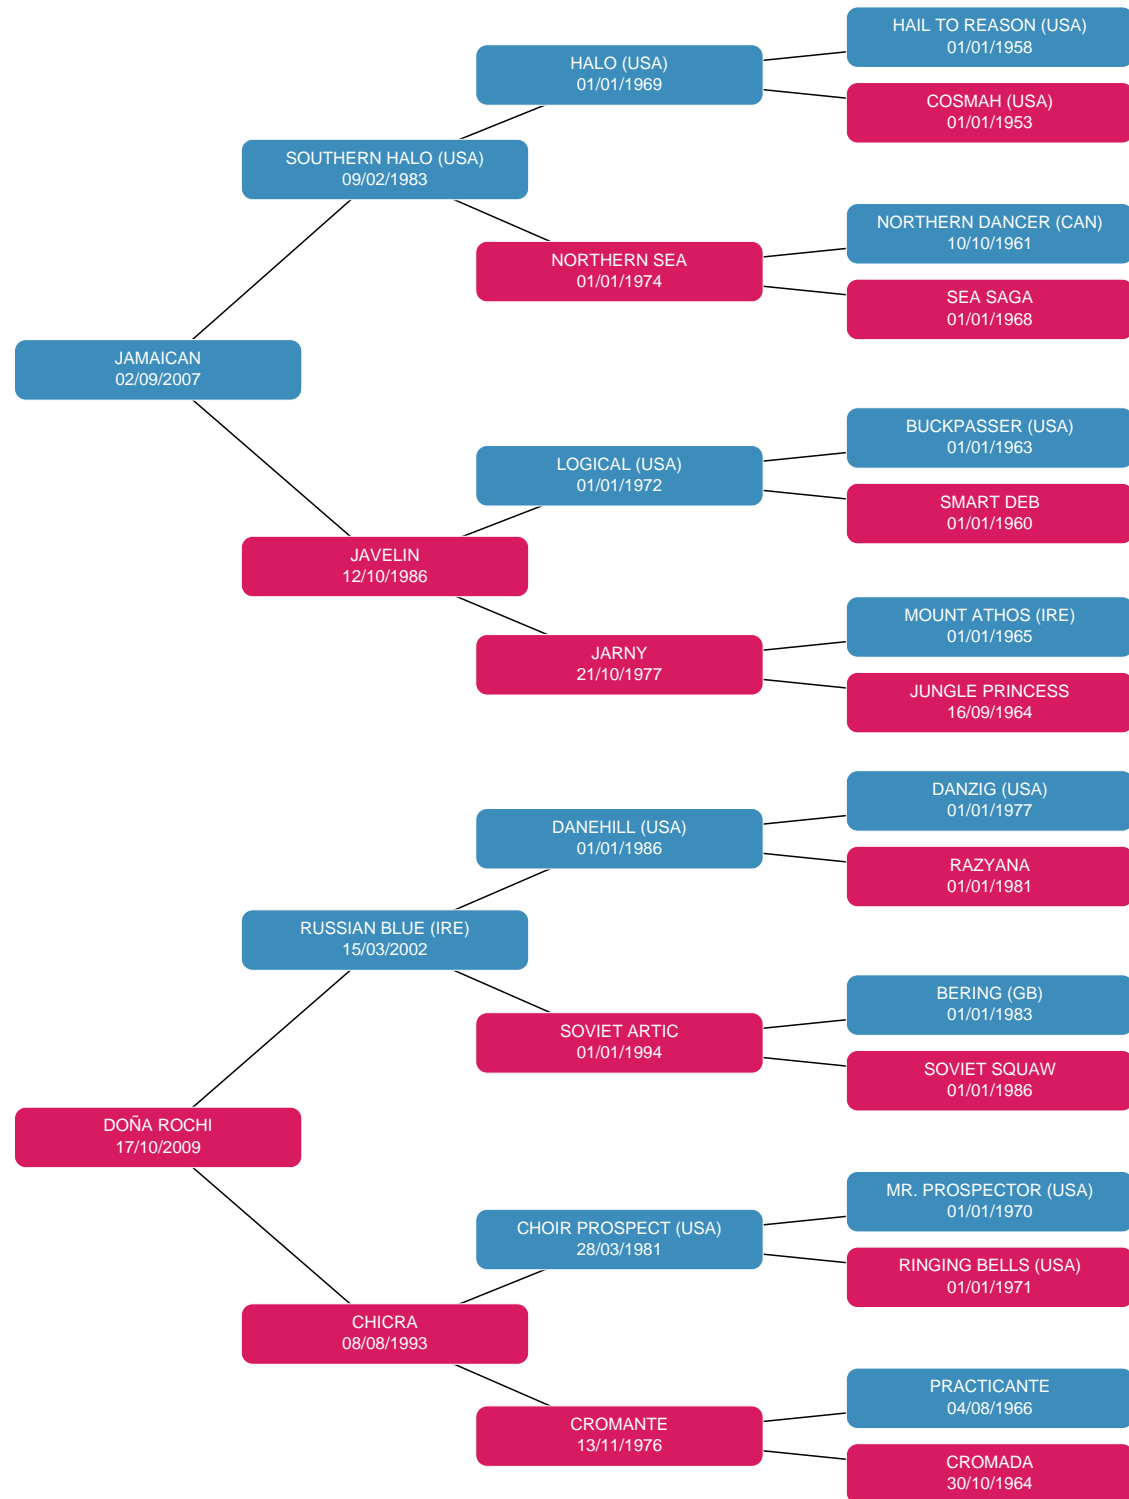 HAIL TO REASON (USA)
01/01/1958
HALO (USA)
01/01/1969
COSMAH (USA)
01/01/1953
SOUTHERN HALO (USA)
09/02/1983
NORTHERN DANCER (CAN)
10/10/1961
NORTHERN SEA
01/01/1974
SEA SAGA
01/01/1968
JAMAICAN
02/09/2007
BUCKPASSER (USA)
01/01/1963
LOGICAL (USA)
01/01/1972
SMART DEB
01/01/1960
JAVELIN
12/10/1986
MOUNT ATHOS (IRE)
01/01/1965
JARNY
21/10/1977
JUNGLE PRINCESS
16/09/1964
DANZIG (USA)
01/01/1977
DANEHILL (USA)
01/01/1986
RAZYANA
01/01/1981
RUSSIAN BLUE (IRE)
15/03/2002
BERING (GB)
01/01/1983
SOVIET ARTIC
01/01/1994
SOVIET SQUAW
01/01/1986
DOÑA ROCHI
17/10/2009
MR. PROSPECTOR (USA)
01/01/1970
CHOIR PROSPECT (USA)
28/03/1981
RINGING BELLS (USA)
01/01/1971
CHICRA
08/08/1993
PRACTICANTE
04/08/1966
CROMANTE
13/11/1976
CROMADA
30/10/1964